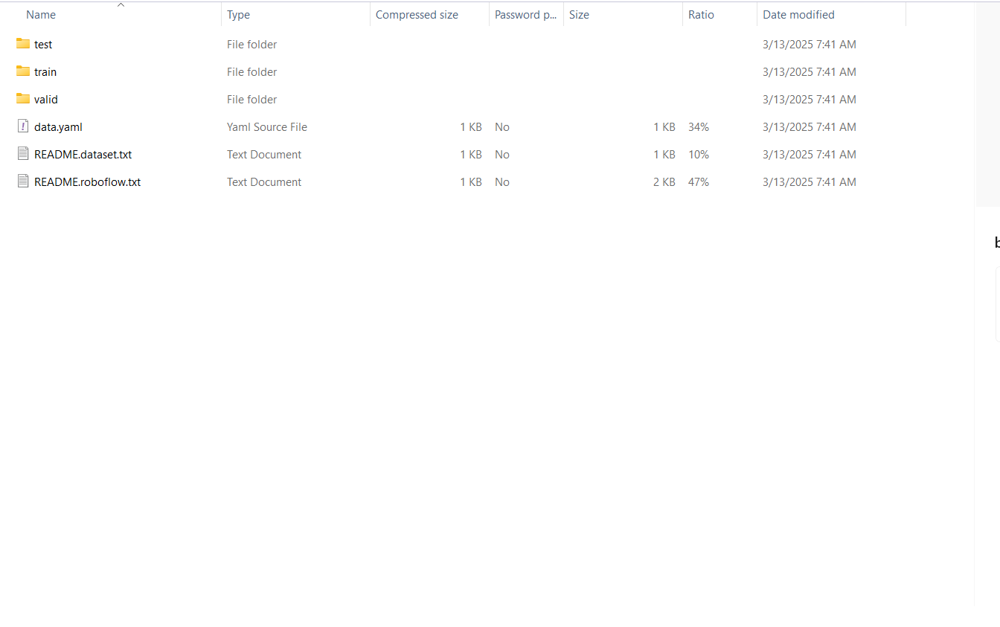 Name Type Compressed size Password p... Size Ratio Date modified
test File folder 3/13/2025 7:41 AM
train File folder 3/13/2025 7:41 AM
valid File folder 3/13/2025 7:41 AM
data.yaml Yaml Source File 1 KB No 1 KB 34% 3/13/2025 7:41 AM
README.dataset.txt Text Document 1 KB No 1 KB 10% 3/13/2025 7:41 AM
README.roboflow.txt Text Document 1 KB No 2 KB 47% 3/13/2025 7:41 AM